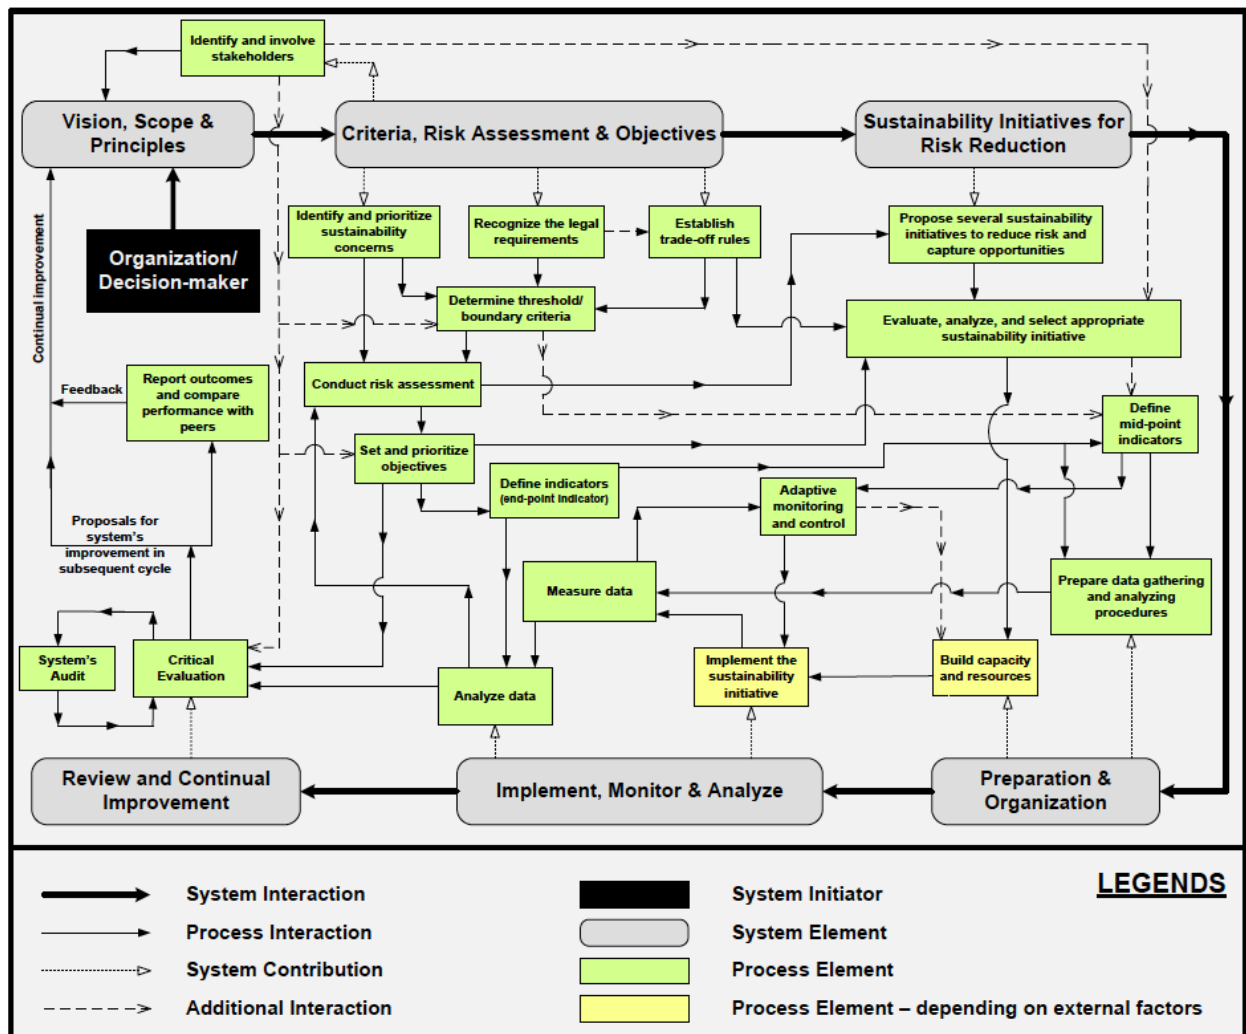 Identify and involve
stakeholders
Vision, Scope &
Principles
Criteria, Risk Assessment & Objectives
Sustainability Initiatives for
Risk Reduction
Organization/
Decision-maker
Identify and prioritize
sustainability
concerns
Recognize the legal
requirements
Establish
trade-off rules
Propose several sustainability
initiatives to reduce risk and
capture opportunities
Continual improvement
Determine threshold/
boundary criteria
Evaluate, analyze, and select appropriate
sustainability initiative
Feedback
Report outcomes
and compare
performance with
peers
Conduct risk assessment
Define
mid-point
indicators
Set and prioritize
objectives
Define indicators
(end-point indicator)
Adaptive
monitoring
and control
Proposals for
system's
improvement in
subsequent cycle
Measure data
Prepare data gathering
and analyzing
procedures
System's
Audit
Critical
Evaluation
Analyze data
Implement the
sustainability
initiative
Build capacity
and resources
Review and Continual
Improvement
Implement, Monitor & Analyze
Preparation &
Organization
LEGENDS
System Interaction
System Initiator
Process Interaction
System Element
System Contribution
Process Element
Additional Interaction
Process Element – depending on external factors